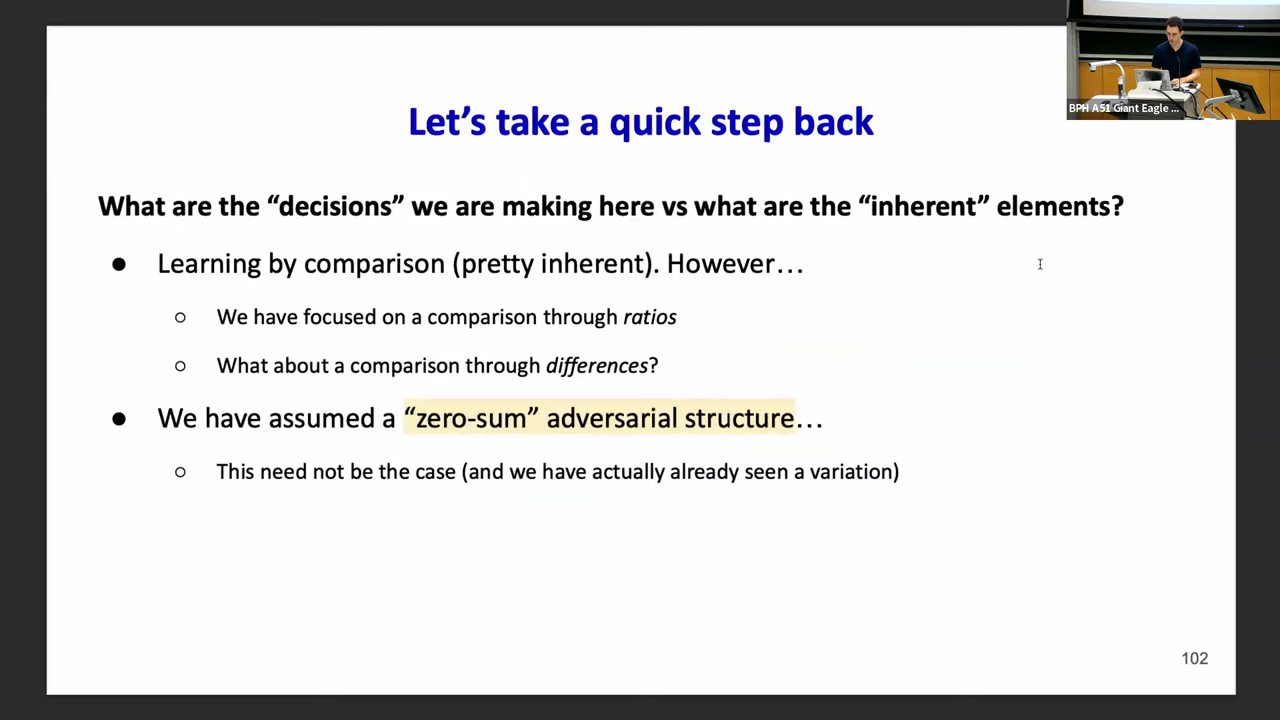 BPH A51 Giant Eagle ...
Let's take a quick step back
What are the “decisions” we are making here vs what are the “inherent” elements?
● Learning by comparison (pretty inherent). However…
○ We have focused on a comparison through ratios
○ What about a comparison through differences?
● We have assumed a “zero-sum” adversarial structure…
○ This need not be the case (and we have actually already seen a variation)
102